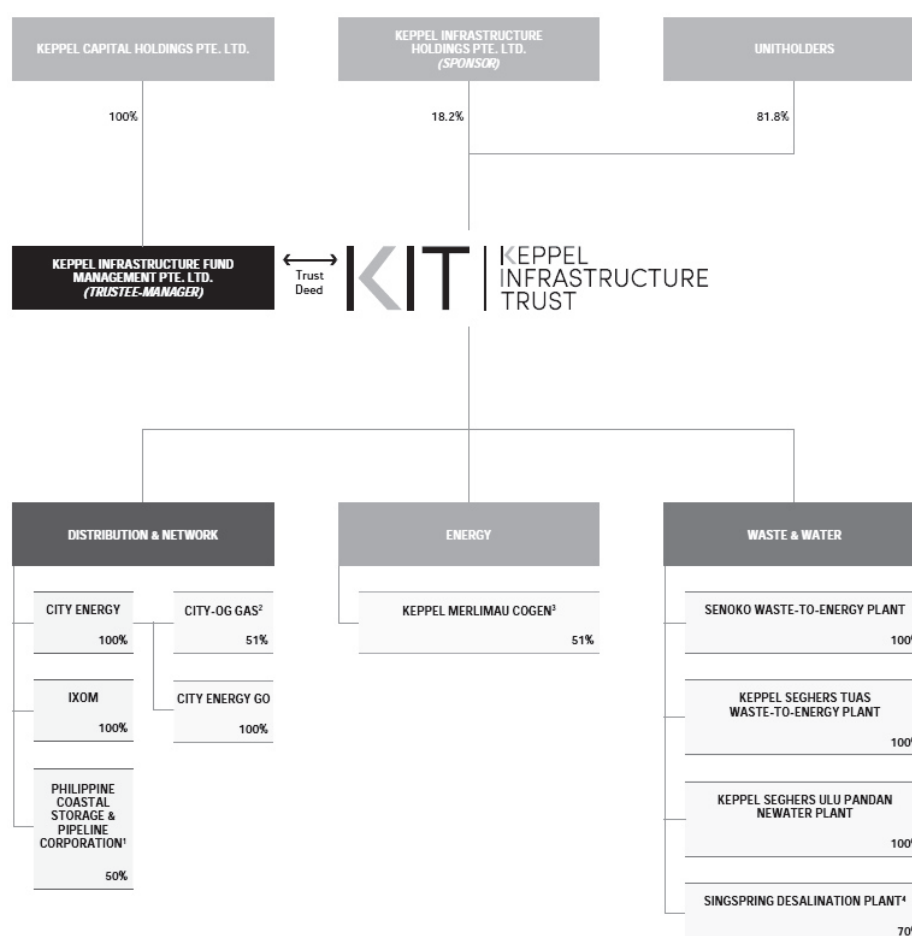 KEPPEL CAPITAL HOLDINGS PTE. LTD.
KEPPEL INFRASTRUCTURE
HOLDINGS PTE. LTD.
(SPONSOR)
UNITHOLDERS
100%
18.2%
81.8%
KEPPEL INFRASTRUCTURE FUND
MANAGEMENT PTE. LTD.
(TRUSTEE-MANAGER)
Trust
Deed
KIT
KEPPEL
INFRASTRUCTURE
TRUST
DISTRIBUTION & NETWORK
ENERGY
WASTE & WATER
CITY ENERGY
100%
CITY-OG GAS²
51%
IXOM
100%
CITY ENERGY GO
100%
PHILIPPINE
COASTAL
STORAGE &
PIPELINE
CORPORATION¹
50%
KEPPEL MERLIMAU COGEN³
51%
SENOKO WASTE-TO-ENERGY PLANT
100%
KEPPEL SEGHERS TUAS
WASTE-TO-ENERGY PLANT
100%
KEPPEL SEGHERS ULU PANDAN
NEWATER PLANT
100%
SINGSPRING DESALINATION PLANT⁴
70%